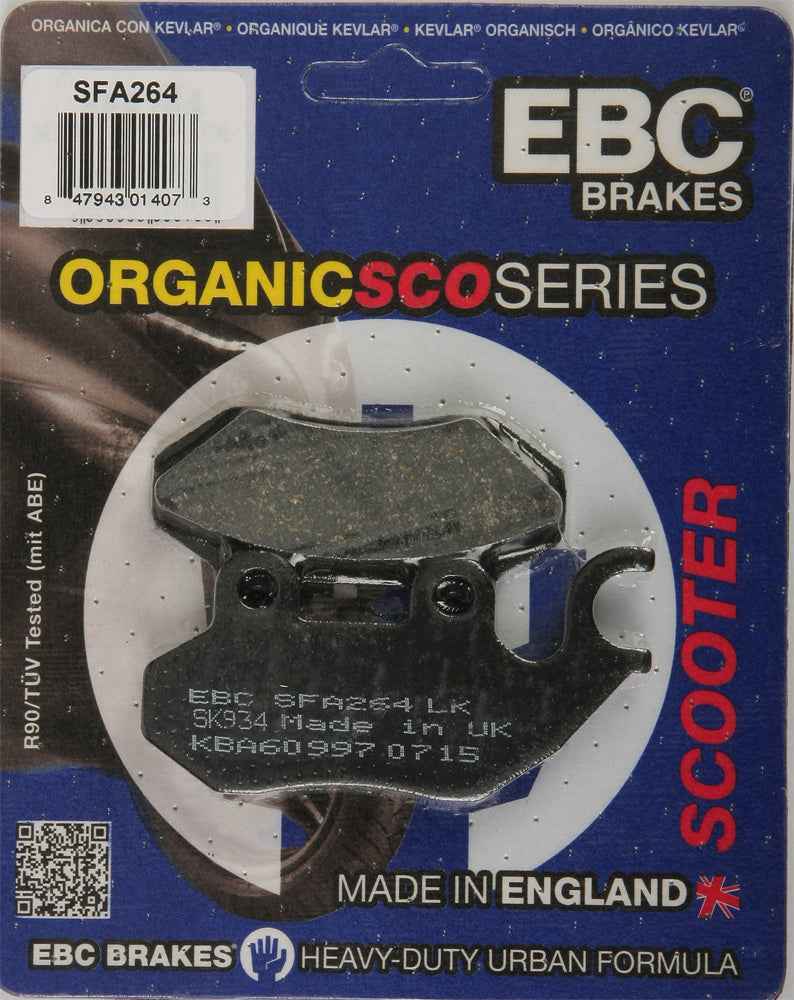 ORGANICA CON KEVLAR® • ORGANIQUE KEVLAR® • KEVLAR® ORGANISCH • ORGÂNICO KEVLAR®
SFA264
8 47943 01407 3
EBC®
BRAKES
ORGANICSCOSERIES
R90/TÜV Tested (mit ABE)
SCOOTER
EBC SFA264 LK
SK934 Made in UK
KBA60997 0715
MADE IN ENGLAND
EBC BRAKES® HEAVY-DUTY URBAN FORMULA